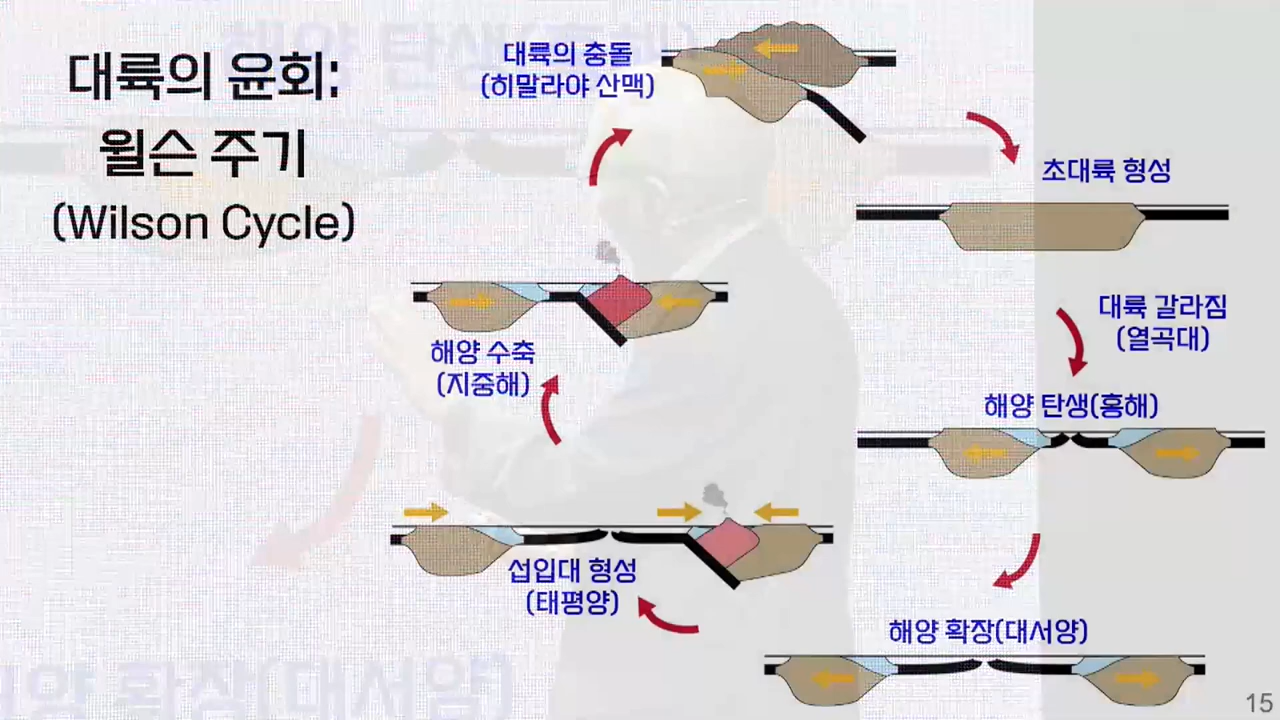 대륙의 윤회:
윌슨 주기
(Wilson Cycle)
대륙의 충돌
(히말라야 산맥)
초대륙 형성
대륙 갈라짐
(열곡대)
해양 탄생(홍해)
해양 확장(대서양)
섭입대 형성
(태평양)
해양 수축
(지중해)
15